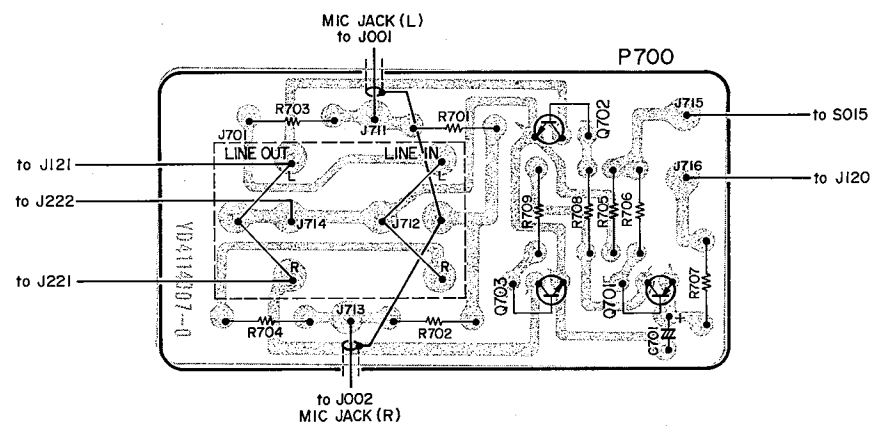 MIC JACK (L)
to J001
P700
R703
J711
R701
Q702
J715
to S015
J701
LINE OUT
LINE IN
to J121
L
L
J716
to J120
to J222
J714
J712
R709
R708
R705
R706
to J221
R
R
Q703
Q701
R707
J713
R704
R702
C701
+
to J002
MIC JACK (R)